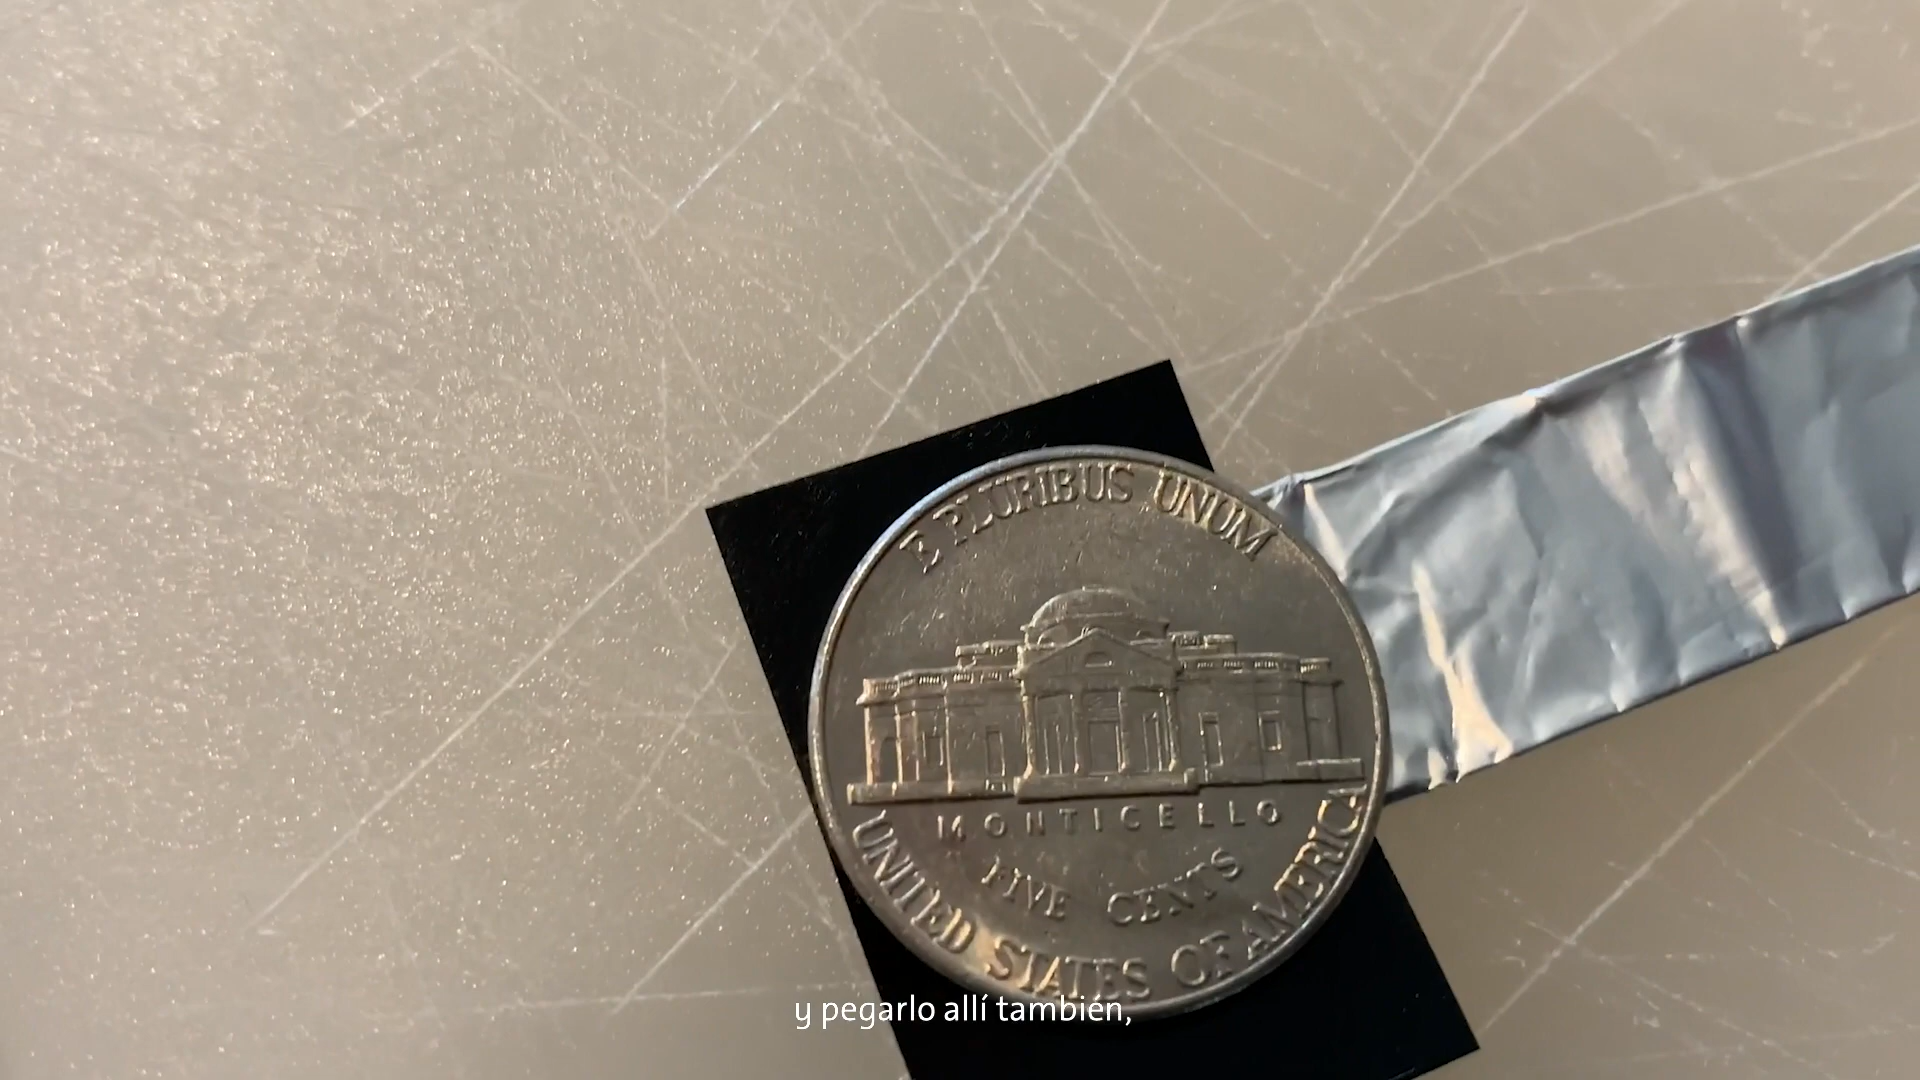 E PLURIBUS UNUM
MONTICELLO
FIVE CENTS
UNITED STATES OF AMERICA
y pegarlo allí también,